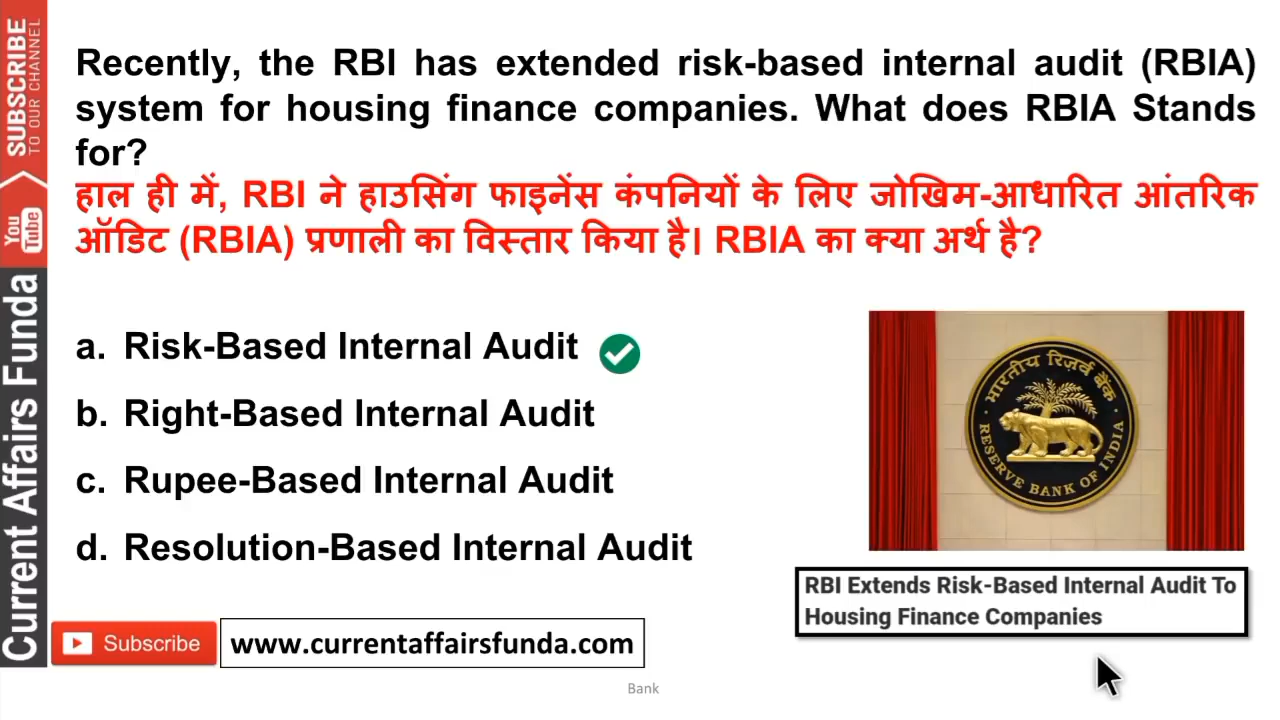 SUBSCRIBE
TO OUR CHANNEL
You
Tube
Current Affairs Funda
Recently, the RBI has extended risk-based internal audit (RBIA)
system for housing finance companies. What does RBIA Stands
for?
हाल ही में, RBI ने हाउसिंग फाइनेंस कंपनियों के लिए जोखिम-आधारित आंतरिक
ऑडिट (RBIA) प्रणाली का विस्तार किया है। RBIA का क्या अर्थ है?
a. Risk-Based Internal Audit
b. Right-Based Internal Audit
c. Rupee-Based Internal Audit
d. Resolution-Based Internal Audit
भारतीय रिज़र्व बैंक
RESERVE BANK OF INDIA
RBI Extends Risk-Based Internal Audit To
Housing Finance Companies
Subscribe
www.currentaffairsfunda.com
Bank